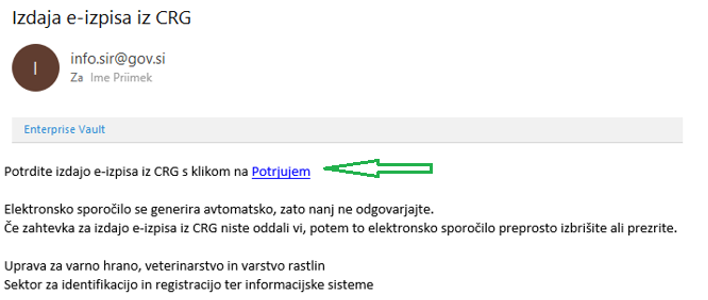 Izdaja e-izpisa iz CRG
I
info.sir@gov.si
Za Ime Priimek
Enterprise Vault
Potrdite izdajo e-izpisa iz CRG s klikom na Potrjujem
Elektronsko sporočilo se generira avtomatsko, zato nanj ne odgovarjajte.
Če zahtevka za izdajo e-izpisa iz CRG niste oddali vi, potem to elektronsko sporočilo preprosto izbrišite ali prezrite.
Uprava za varno hrano, veterinarstvo in varstvo rastlin
Sektor za identifikacijo in registracijo ter informacijske sisteme